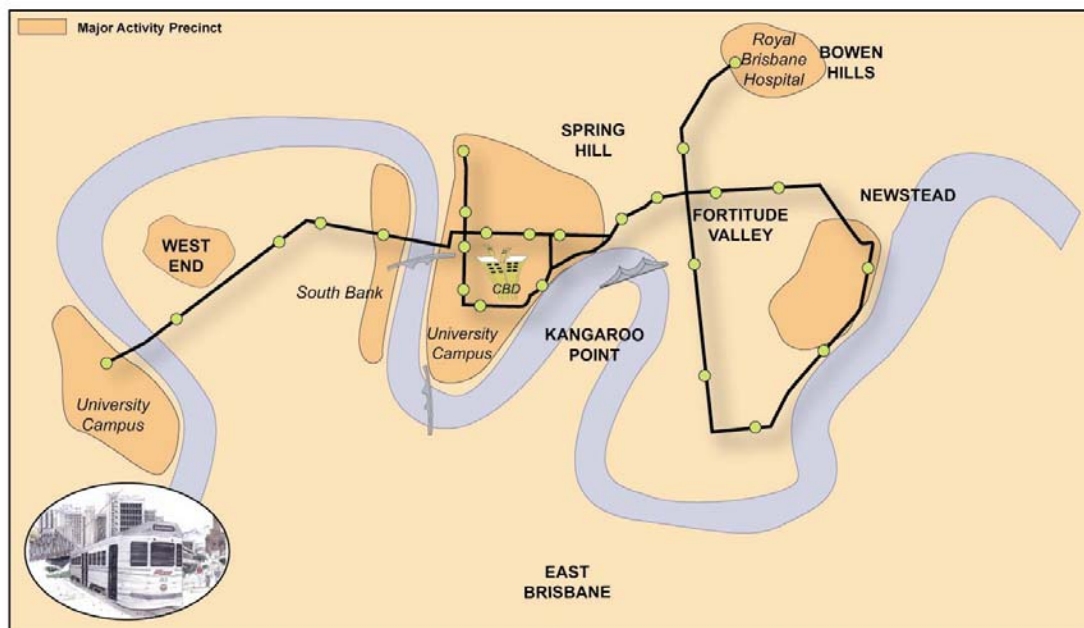 Major Activity Precinct
Royal
Brisbane
Hospital
BOWEN
HILLS
SPRING
HILL
NEWSTEAD
FORTITUDE
VALLEY
WEST
END
South Bank
CBD
University
Campus
KANGAROO
POINT
University
Campus
EAST
BRISBANE